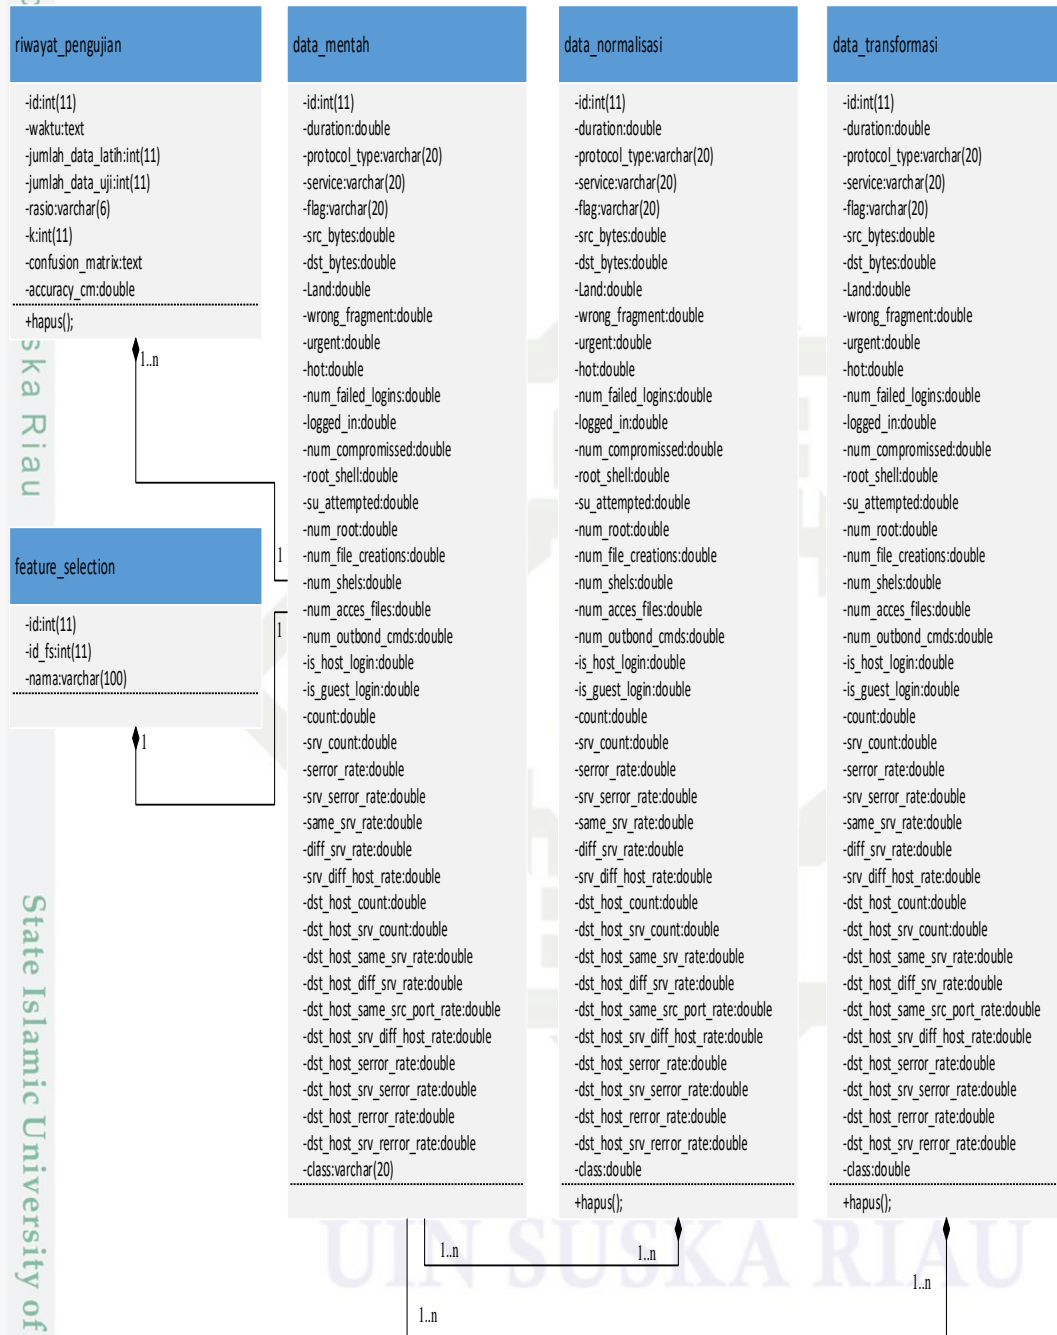 riwayat_pengujian
-id:int(11)
-waktu:text
-jumlah_data_latih:int(11)
-jumlah_data_uji:int(11)
-rasio:varchar(6)
-k:int(11)
-confusion_matrix:text
-accuracy_cm:double
+hapus();
1..n
1
feature_selection
-id:int(11)
-id_fs:int(11)
-nama:varchar(100)
1
1
data_mentah
-id:int(11)
-duration:double
-protocol_type:varchar(20)
-service:varchar(20)
-flag:varchar(20)
-src_bytes:double
-dst_bytes:double
-Land:double
-wrong_fragment:double
-urgent:double
-hot:double
-num_failed_logins:double
-logged_in:double
-num_compromissed:double
-root_shell:double
-su_attempted:double
-num_root:double
-num_file_creations:double
-num_shels:double
-num_acces_files:double
-num_outbond_cmds:double
-is_host_login:double
-is_guest_login:double
-count:double
-srv_count:double
-serror_rate:double
-srv_serror_rate:double
-same_srv_rate:double
-diff_srv_rate:double
-srv_diff_host_rate:double
-dst_host_count:double
-dst_host_srv_count:double
-dst_host_same_srv_rate:double
-dst_host_diff_srv_rate:double
-dst_host_same_src_port_rate:double
-dst_host_srv_diff_host_rate:double
-dst_host_serror_rate:double
-dst_host_srv_serror_rate:double
-dst_host_rerror_rate:double
-dst_host_srv_rerror_rate:double
-class:varchar(20)
data_normalisasi
-id:int(11)
-duration:double
-protocol_type:varchar(20)
-service:varchar(20)
-flag:varchar(20)
-src_bytes:double
-dst_bytes:double
-Land:double
-wrong_fragment:double
-urgent:double
-hot:double
-num_failed_logins:double
-logged_in:double
-num_compromissed:double
-root_shell:double
-su_attempted:double
-num_root:double
-num_file_creations:double
-num_shels:double
-num_acces_files:double
-num_outbond_cmds:double
-is_host_login:double
-is_guest_login:double
-count:double
-srv_count:double
-serror_rate:double
-srv_serror_rate:double
-same_srv_rate:double
-diff_srv_rate:double
-srv_diff_host_rate:double
-dst_host_count:double
-dst_host_srv_count:double
-dst_host_same_srv_rate:double
-dst_host_diff_srv_rate:double
-dst_host_same_src_port_rate:double
-dst_host_srv_diff_host_rate:double
-dst_host_serror_rate:double
-dst_host_srv_serror_rate:double
-dst_host_rerror_rate:double
-dst_host_srv_rerror_rate:double
-class:double
+hapus();
data_transformasi
-id:int(11)
-duration:double
-protocol_type:varchar(20)
-service:varchar(20)
-flag:varchar(20)
-src_bytes:double
-dst_bytes:double
-Land:double
-wrong_fragment:double
-urgent:double
-hot:double
-num_failed_logins:double
-logged_in:double
-num_compromissed:double
-root_shell:double
-su_attempted:double
-num_root:double
-num_file_creations:double
-num_shels:double
-num_acces_files:double
-num_outbond_cmds:double
-is_host_login:double
-is_guest_login:double
-count:double
-srv_count:double
-serror_rate:double
-srv_serror_rate:double
-same_srv_rate:double
-diff_srv_rate:double
-srv_diff_host_rate:double
-dst_host_count:double
-dst_host_srv_count:double
-dst_host_same_srv_rate:double
-dst_host_diff_srv_rate:double
-dst_host_same_src_port_rate:double
-dst_host_srv_diff_host_rate:double
-dst_host_serror_rate:double
-dst_host_srv_serror_rate:double
-dst_host_rerror_rate:double
-dst_host_srv_rerror_rate:double
-class:double
+hapus();
1..n
1..n
1..n
1..n
UIN SUSKA RIAU
ska Riau
State Islamic University of